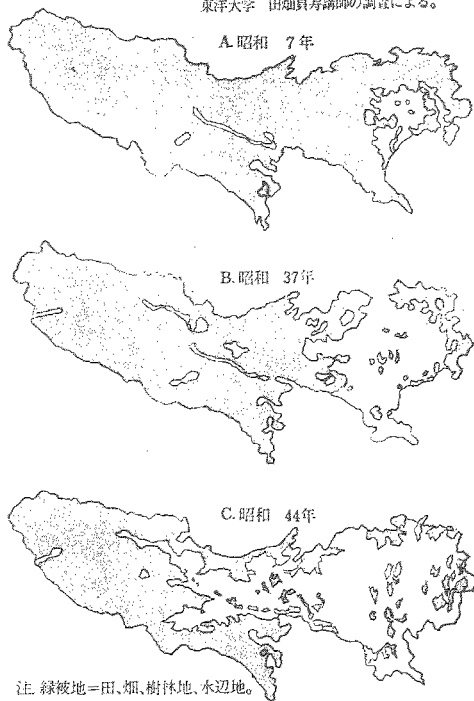 東洋大学 田畑貞寿講師の調査による。
A.昭和 7年
B.昭和 37年
C.昭和 44年
注.緑被地=田、畑、樹林地、水辺地。